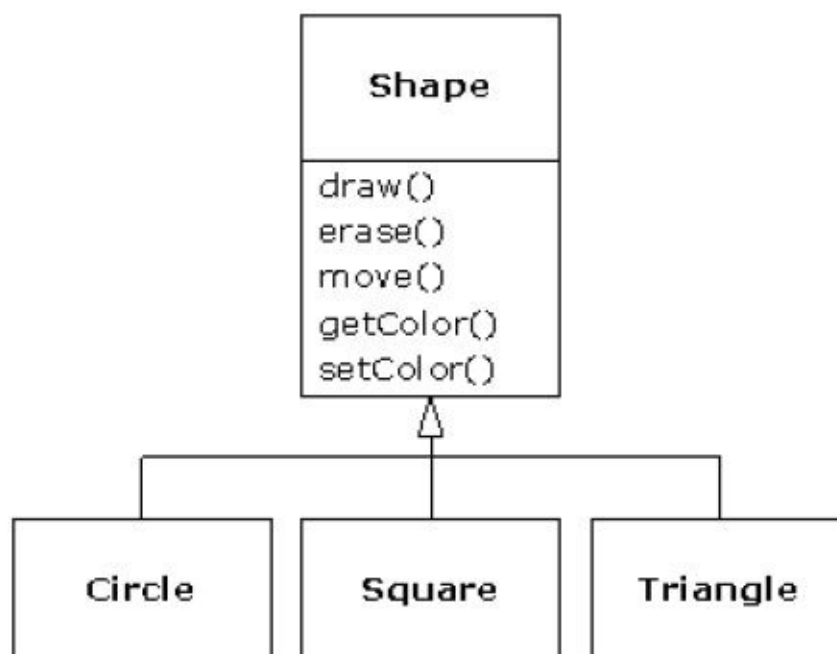 Shape
draw()
erase()
move()
getColor()
setColor()
Circle
Square
Triangle